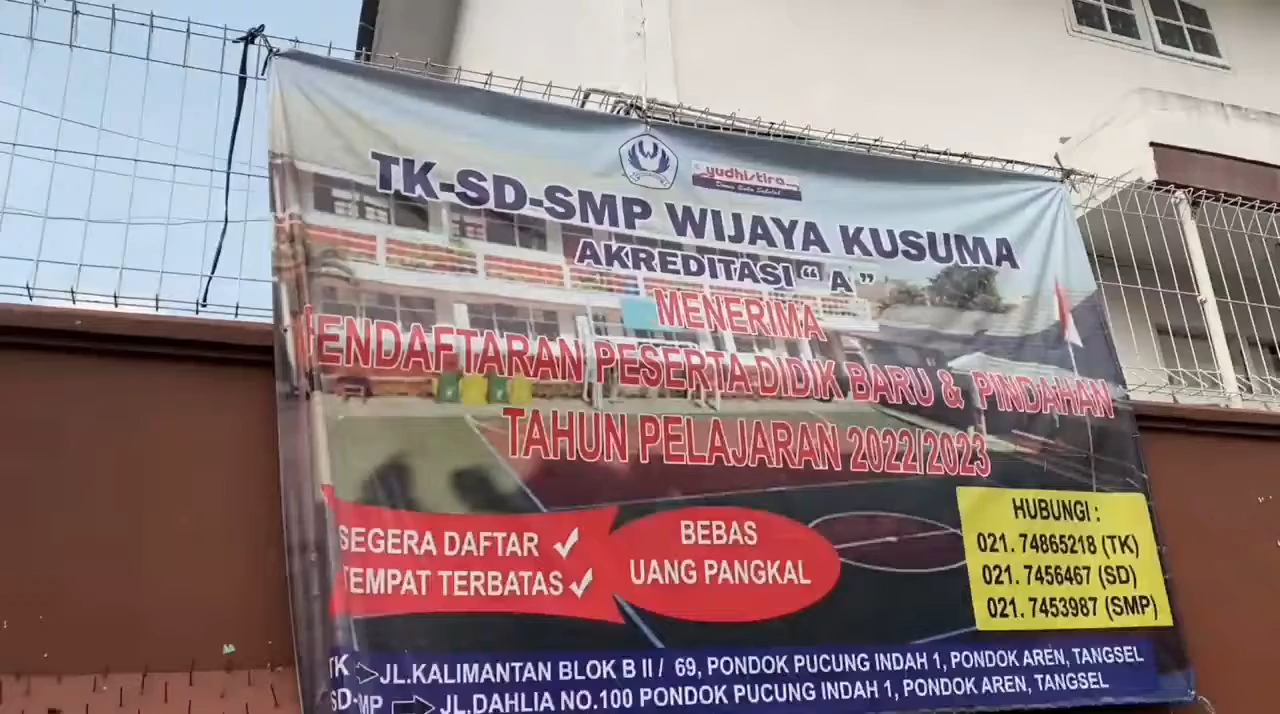 yudhistira
TK-SD-SMP WIJAYA KUSUMA
AKREDITASI “ A ”
MENERIMA
PENDAFTARAN PESERTA DIDIK BARU & PINDAHAN
TAHUN PELAJARAN 2022/2023
SEGERA DAFTAR ✓
TEMPAT TERBATAS ✓
BEBAS
UANG PANGKAL
HUBUNGI :
021. 74865218 (TK)
021. 7456467 (SD)
021. 7453987 (SMP)
TK JL.KALIMANTAN BLOK B II / 69, PONDOK PUCUNG INDAH 1, PONDOK AREN, TANGSEL
SD-MP JL.DAHLIA NO.100 PONDOK PUCUNG INDAH 1, PONDOK AREN, TANGSEL